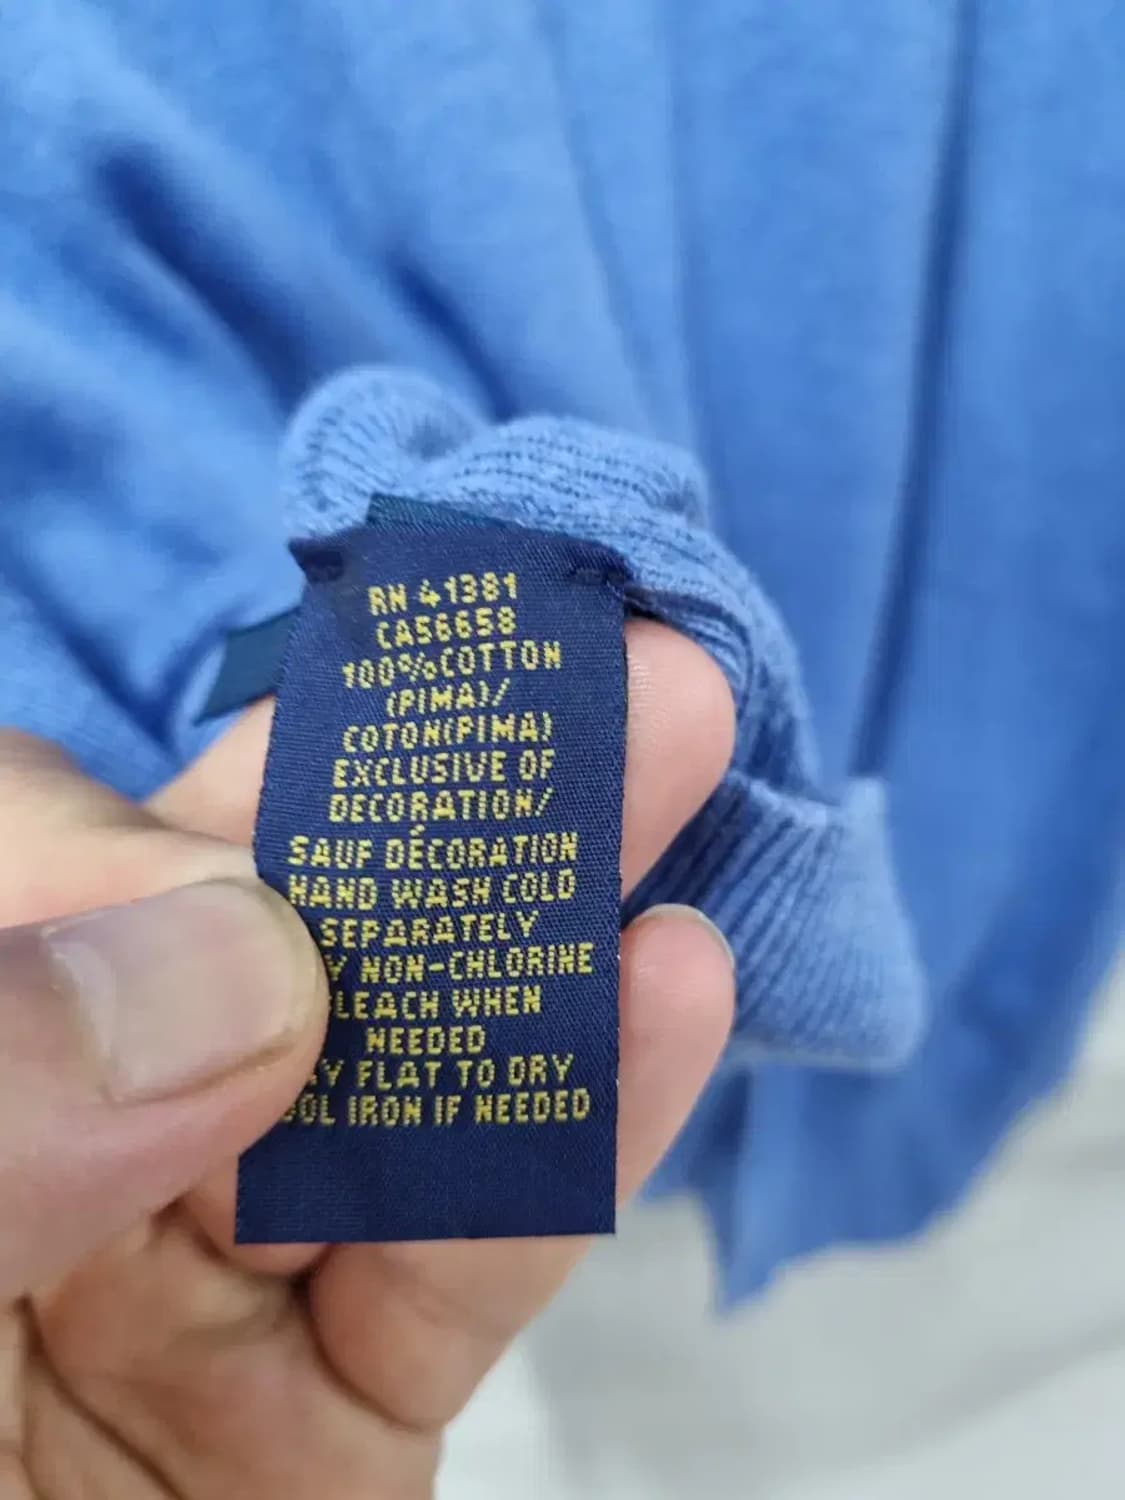 RN 41381
CA56658
100%COTTON
(PIMA)/
COTON(PIMA)
EXCLUSIVE OF
DECORATION/
SAUF DÉCORATION
HAND WASH COLD
SEPARATELY
NON-CHLORINE
WHEN
NEEDED
FLAT TO DRY
IRON IF NEEDED